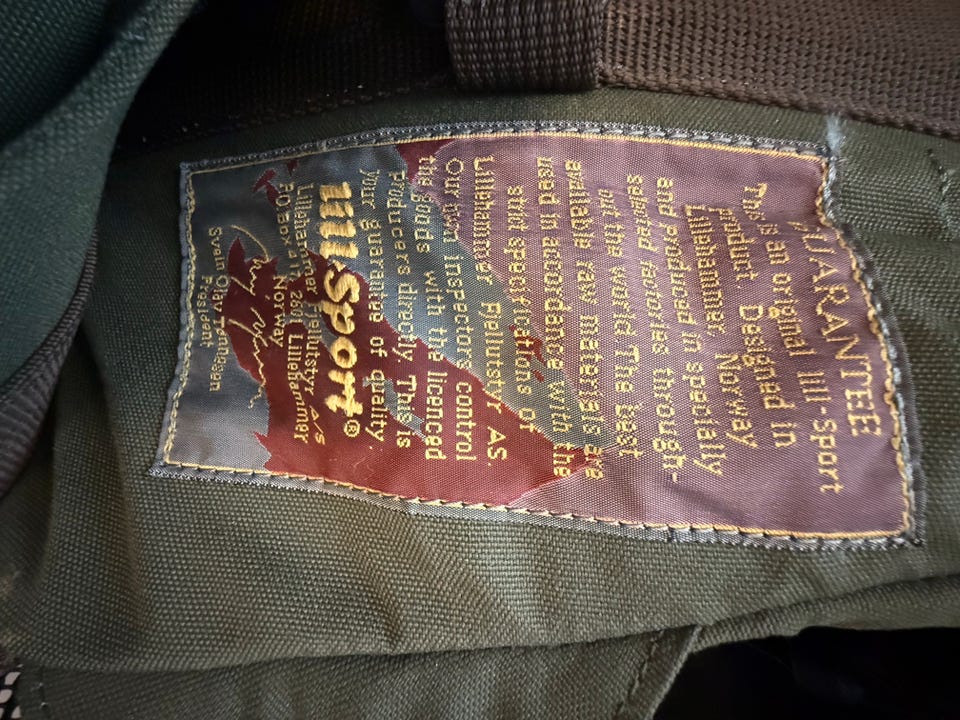 GUARANTEE
This is an original lill-sport
product. Designed in
Lillehammer Norway
and produced in specially
selected factories through-
out the world. The best
available raw materials are
used in accordance with the
strict specifications of
Lillehammer Fjellutstyr AS.
Our own inspectors control
the goods with the licenced
producers directly. This is
your guarantee of quality.
lill sport®
Lillehammer Fjellutstyr A/S
P.O.box 260 Lillehammer
Norway
Svein Olav
President